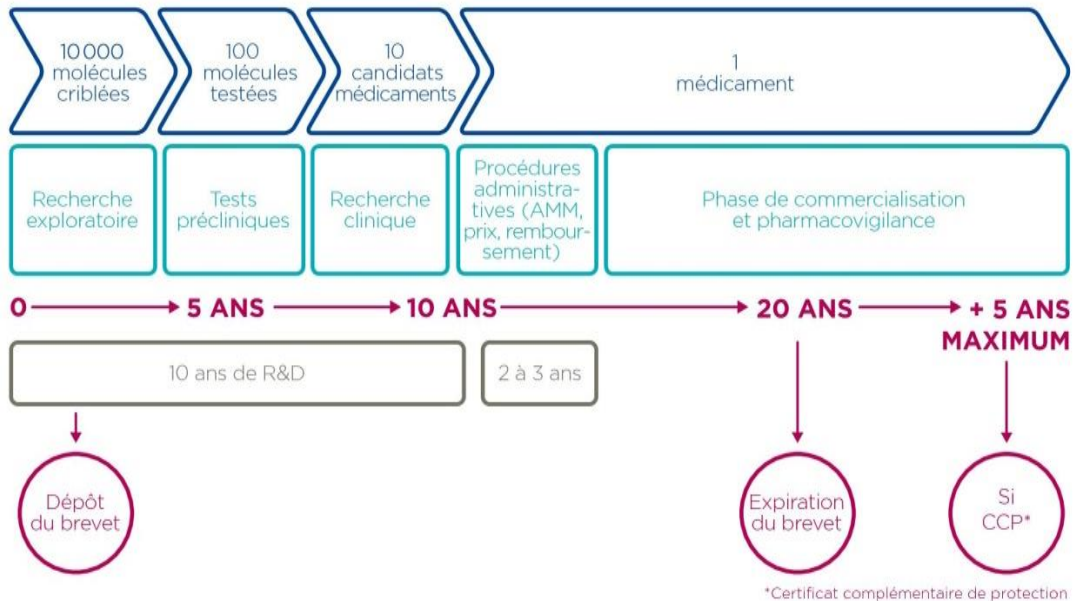 10 000
molécules
criblées
100
molécules
testées
10
candidats
médicaments
1
médicament
Recherche
exploratoire
Tests
précliniques
Recherche
clinique
Procédures
administra-
tives (AMM,
prix, rembour-
sement)
Phase de commercialisation
et pharmacovigilance
0
5 ANS
10 ANS
20 ANS
+ 5 ANS
MAXIMUM
10 ans de R&D
2 à 3 ans
Dépôt
du brevet
Expiration
du brevet
Si
CCP*
*Certificat complémentaire de protection